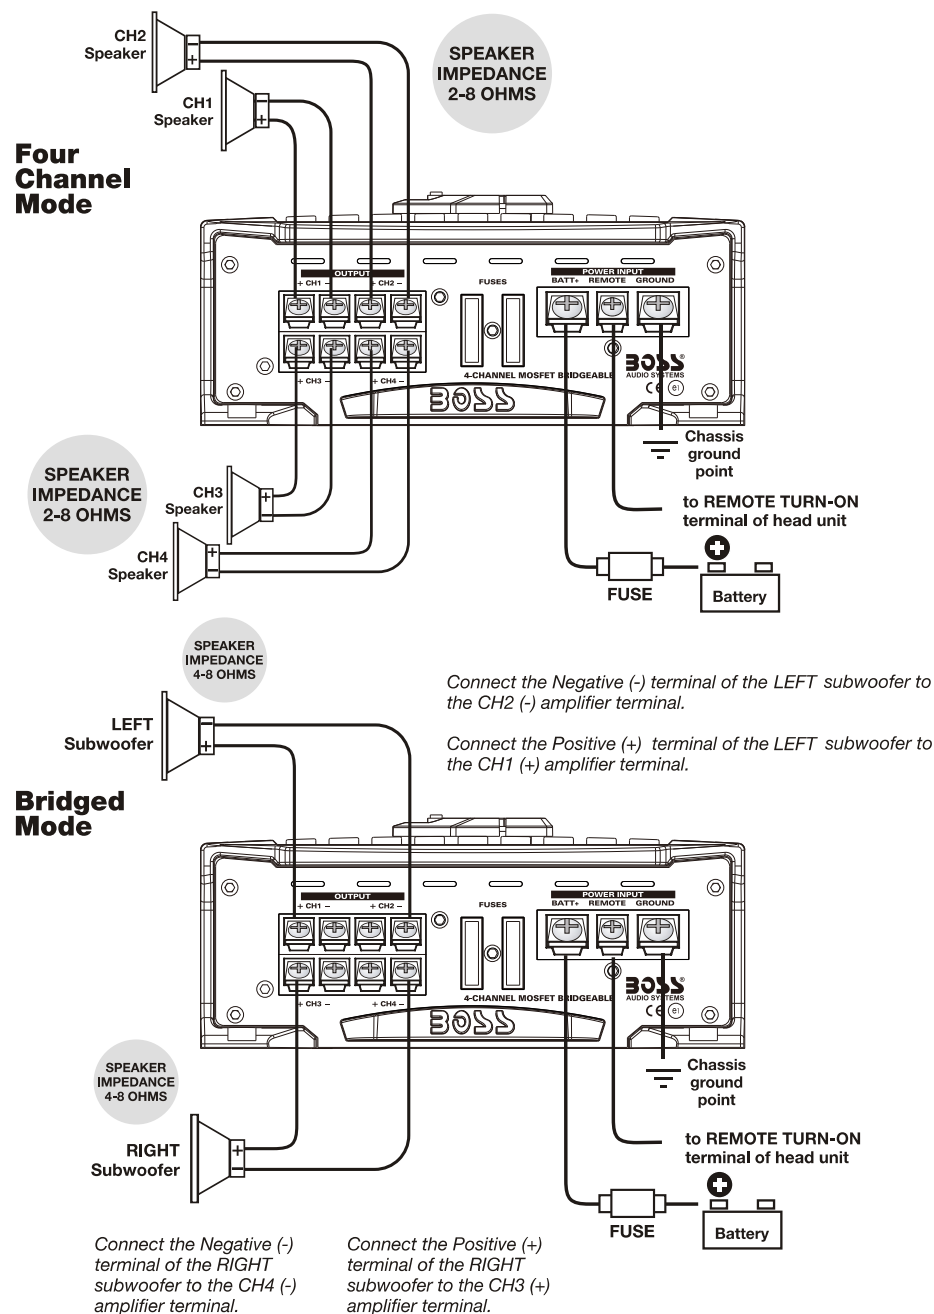 CH2
Speaker
SPEAKER
IMPEDANCE
2-8 OHMS
CH1
Speaker
Four
Channel
Mode
OUTPUT
+ CH1 −
+ CH2 −
FUSES
POWER INPUT
BATT+ REMOTE GROUND
BOSS®
AUDIO SYSTEMS
CE e1
+ CH3 −
+ CH4 −
4-CHANNEL MOSFET BRIDGEABLE
BOSS
Chassis
ground
point
SPEAKER
IMPEDANCE
2-8 OHMS
CH3
Speaker
to REMOTE TURN-ON
terminal of head unit
CH4
Speaker
FUSE
Battery
SPEAKER
IMPEDANCE
4-8 OHMS
LEFT
Subwoofer
Connect the Negative (-) terminal of the LEFT subwoofer to
the CH2 (-) amplifier terminal.
Connect the Positive (+) terminal of the LEFT subwoofer to
the CH1 (+) amplifier terminal.
Bridged
Mode
OUTPUT
+ CH1 −
+ CH2 −
FUSES
POWER INPUT
BATT+ REMOTE GROUND
BOSS®
AUDIO SYSTEMS
CE e1
+ CH3 −
+ CH4 −
4-CHANNEL MOSFET BRIDGEABLE
BOSS
Chassis
ground
point
SPEAKER
IMPEDANCE
4-8 OHMS
RIGHT
Subwoofer
to REMOTE TURN-ON
terminal of head unit
FUSE
Battery
Connect the Negative (-)
terminal of the RIGHT
subwoofer to the CH4 (-)
amplifier terminal.
Connect the Positive (+)
terminal of the RIGHT
subwoofer to the CH3 (+)
amplifier terminal.